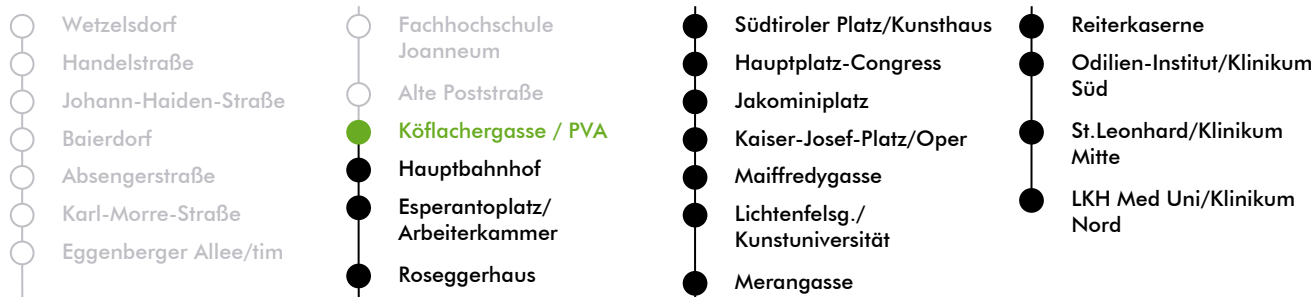 Wetzelsdorf
Handelstraße
Johann-Haiden-Straße
Baierdorf
Absengerstraße
Karl-Morre-Straße
Eggenberger Allee/tim
Fachhochschule
Joanneum
Alte Poststraße
Köflachergasse / PVA
Hauptbahnhof
Esperantoplatz/
Arbeiterkammer
Roseggerhaus
Südtiroler Platz/Kunsthaus
Hauptplatz-Congress
Jakominiplatz
Kaiser-Josef-Platz/Oper
Maiffredygasse
Lichtenfelsg./
Kunstuniversität
Merangasse
Reiterkaserne
Odilien-Institut/Klinikum
Süd
St.Leonhard/Klinikum
Mitte
LKH Med Uni/Klinikum
Nord